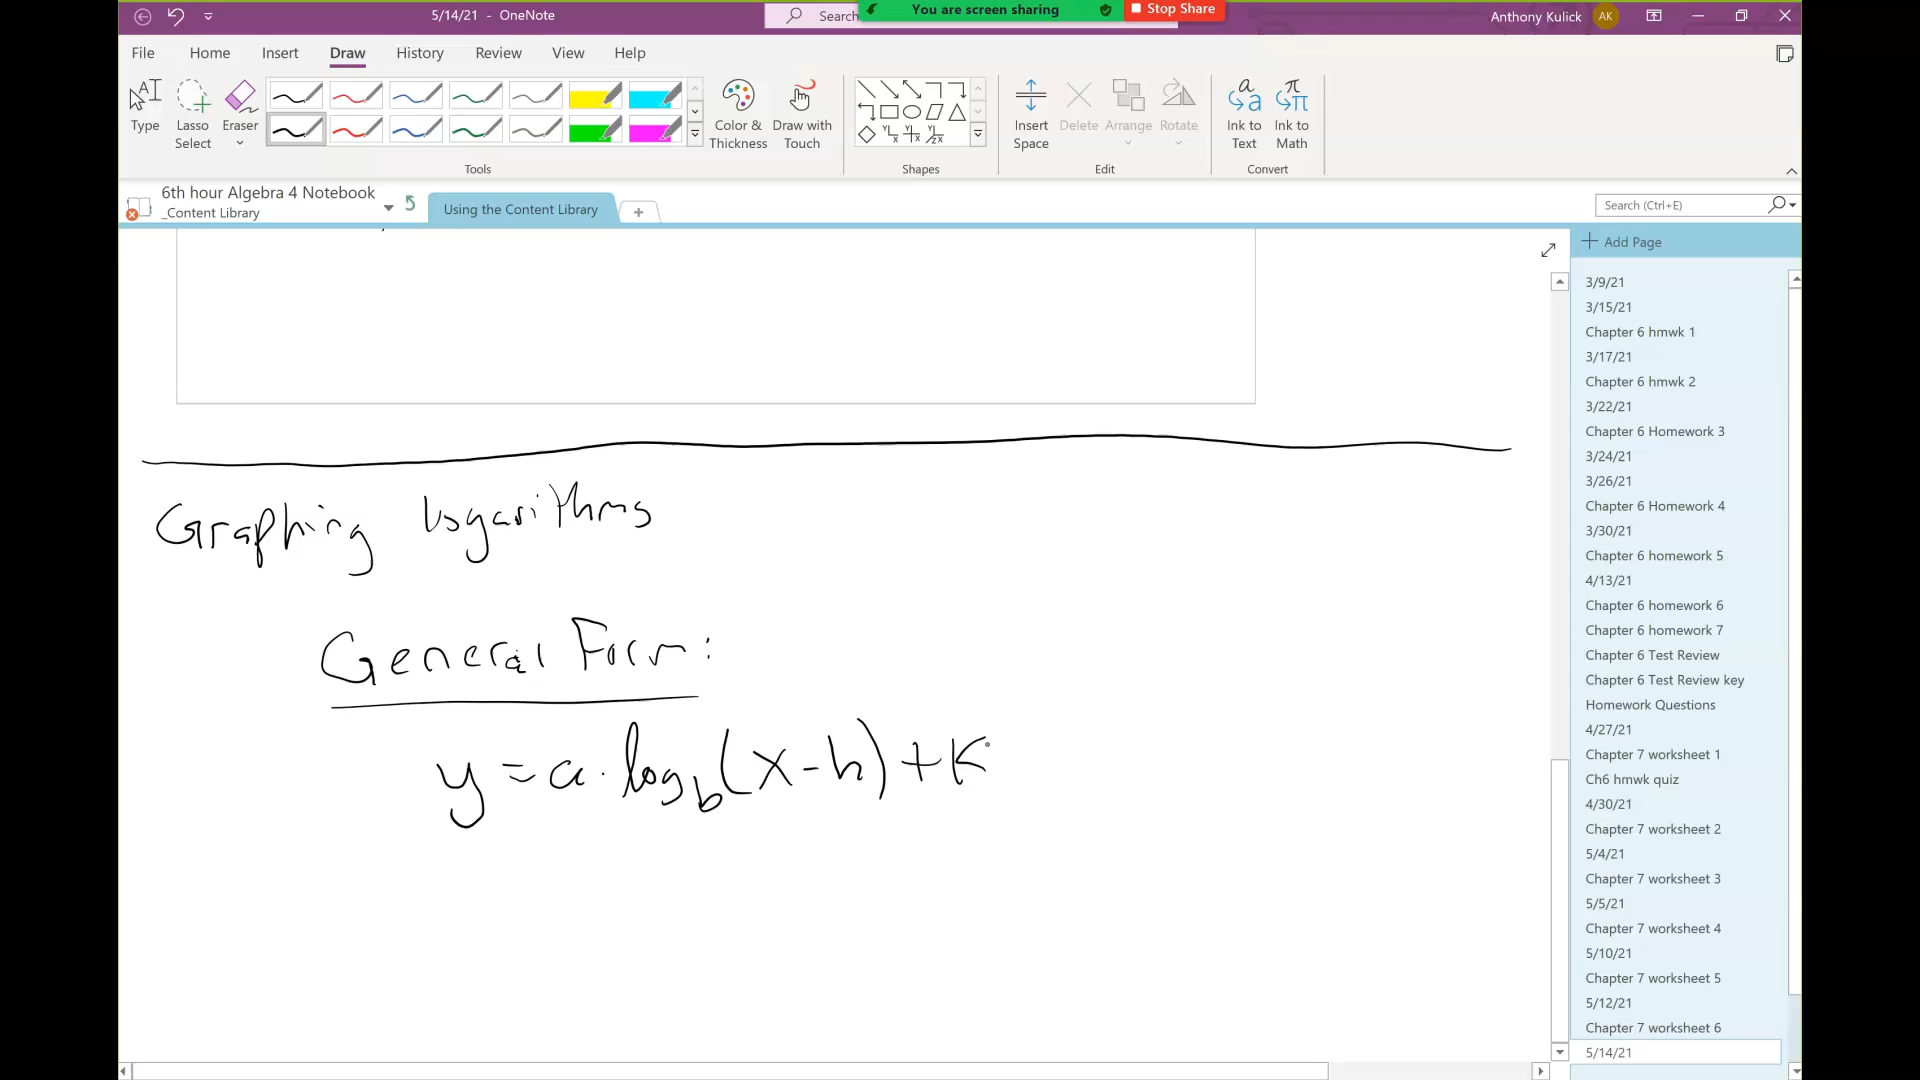 5/14/21 - OneNote
Search
You are screen sharing
Stop Share
Anthony Kulick
AK
File Home Insert Draw History Review View Help
Type
Lasso Select
Eraser
Color & Thickness
Draw with Touch
Insert Space
Delete
Arrange
Rotate
Ink to Text
Ink to Math
Tools
Shapes
Edit
Convert
6th hour Algebra 4 Notebook
_Content Library
Using the Content Library
Search (Ctrl+E)
Add Page
Graphing logarithms
General Form:
y = a · log_b(x-h) + K
3/9/21
3/15/21
Chapter 6 hmwk 1
3/17/21
Chapter 6 hmwk 2
3/22/21
Chapter 6 Homework 3
3/24/21
3/26/21
Chapter 6 Homework 4
3/30/21
Chapter 6 homework 5
4/13/21
Chapter 6 homework 6
Chapter 6 homework 7
Chapter 6 Test Review
Chapter 6 Test Review key
Homework Questions
4/27/21
Chapter 7 worksheet 1
Ch6 hmwk quiz
4/30/21
Chapter 7 worksheet 2
5/4/21
Chapter 7 worksheet 3
5/5/21
Chapter 7 worksheet 4
5/10/21
Chapter 7 worksheet 5
5/12/21
Chapter 7 worksheet 6
5/14/21